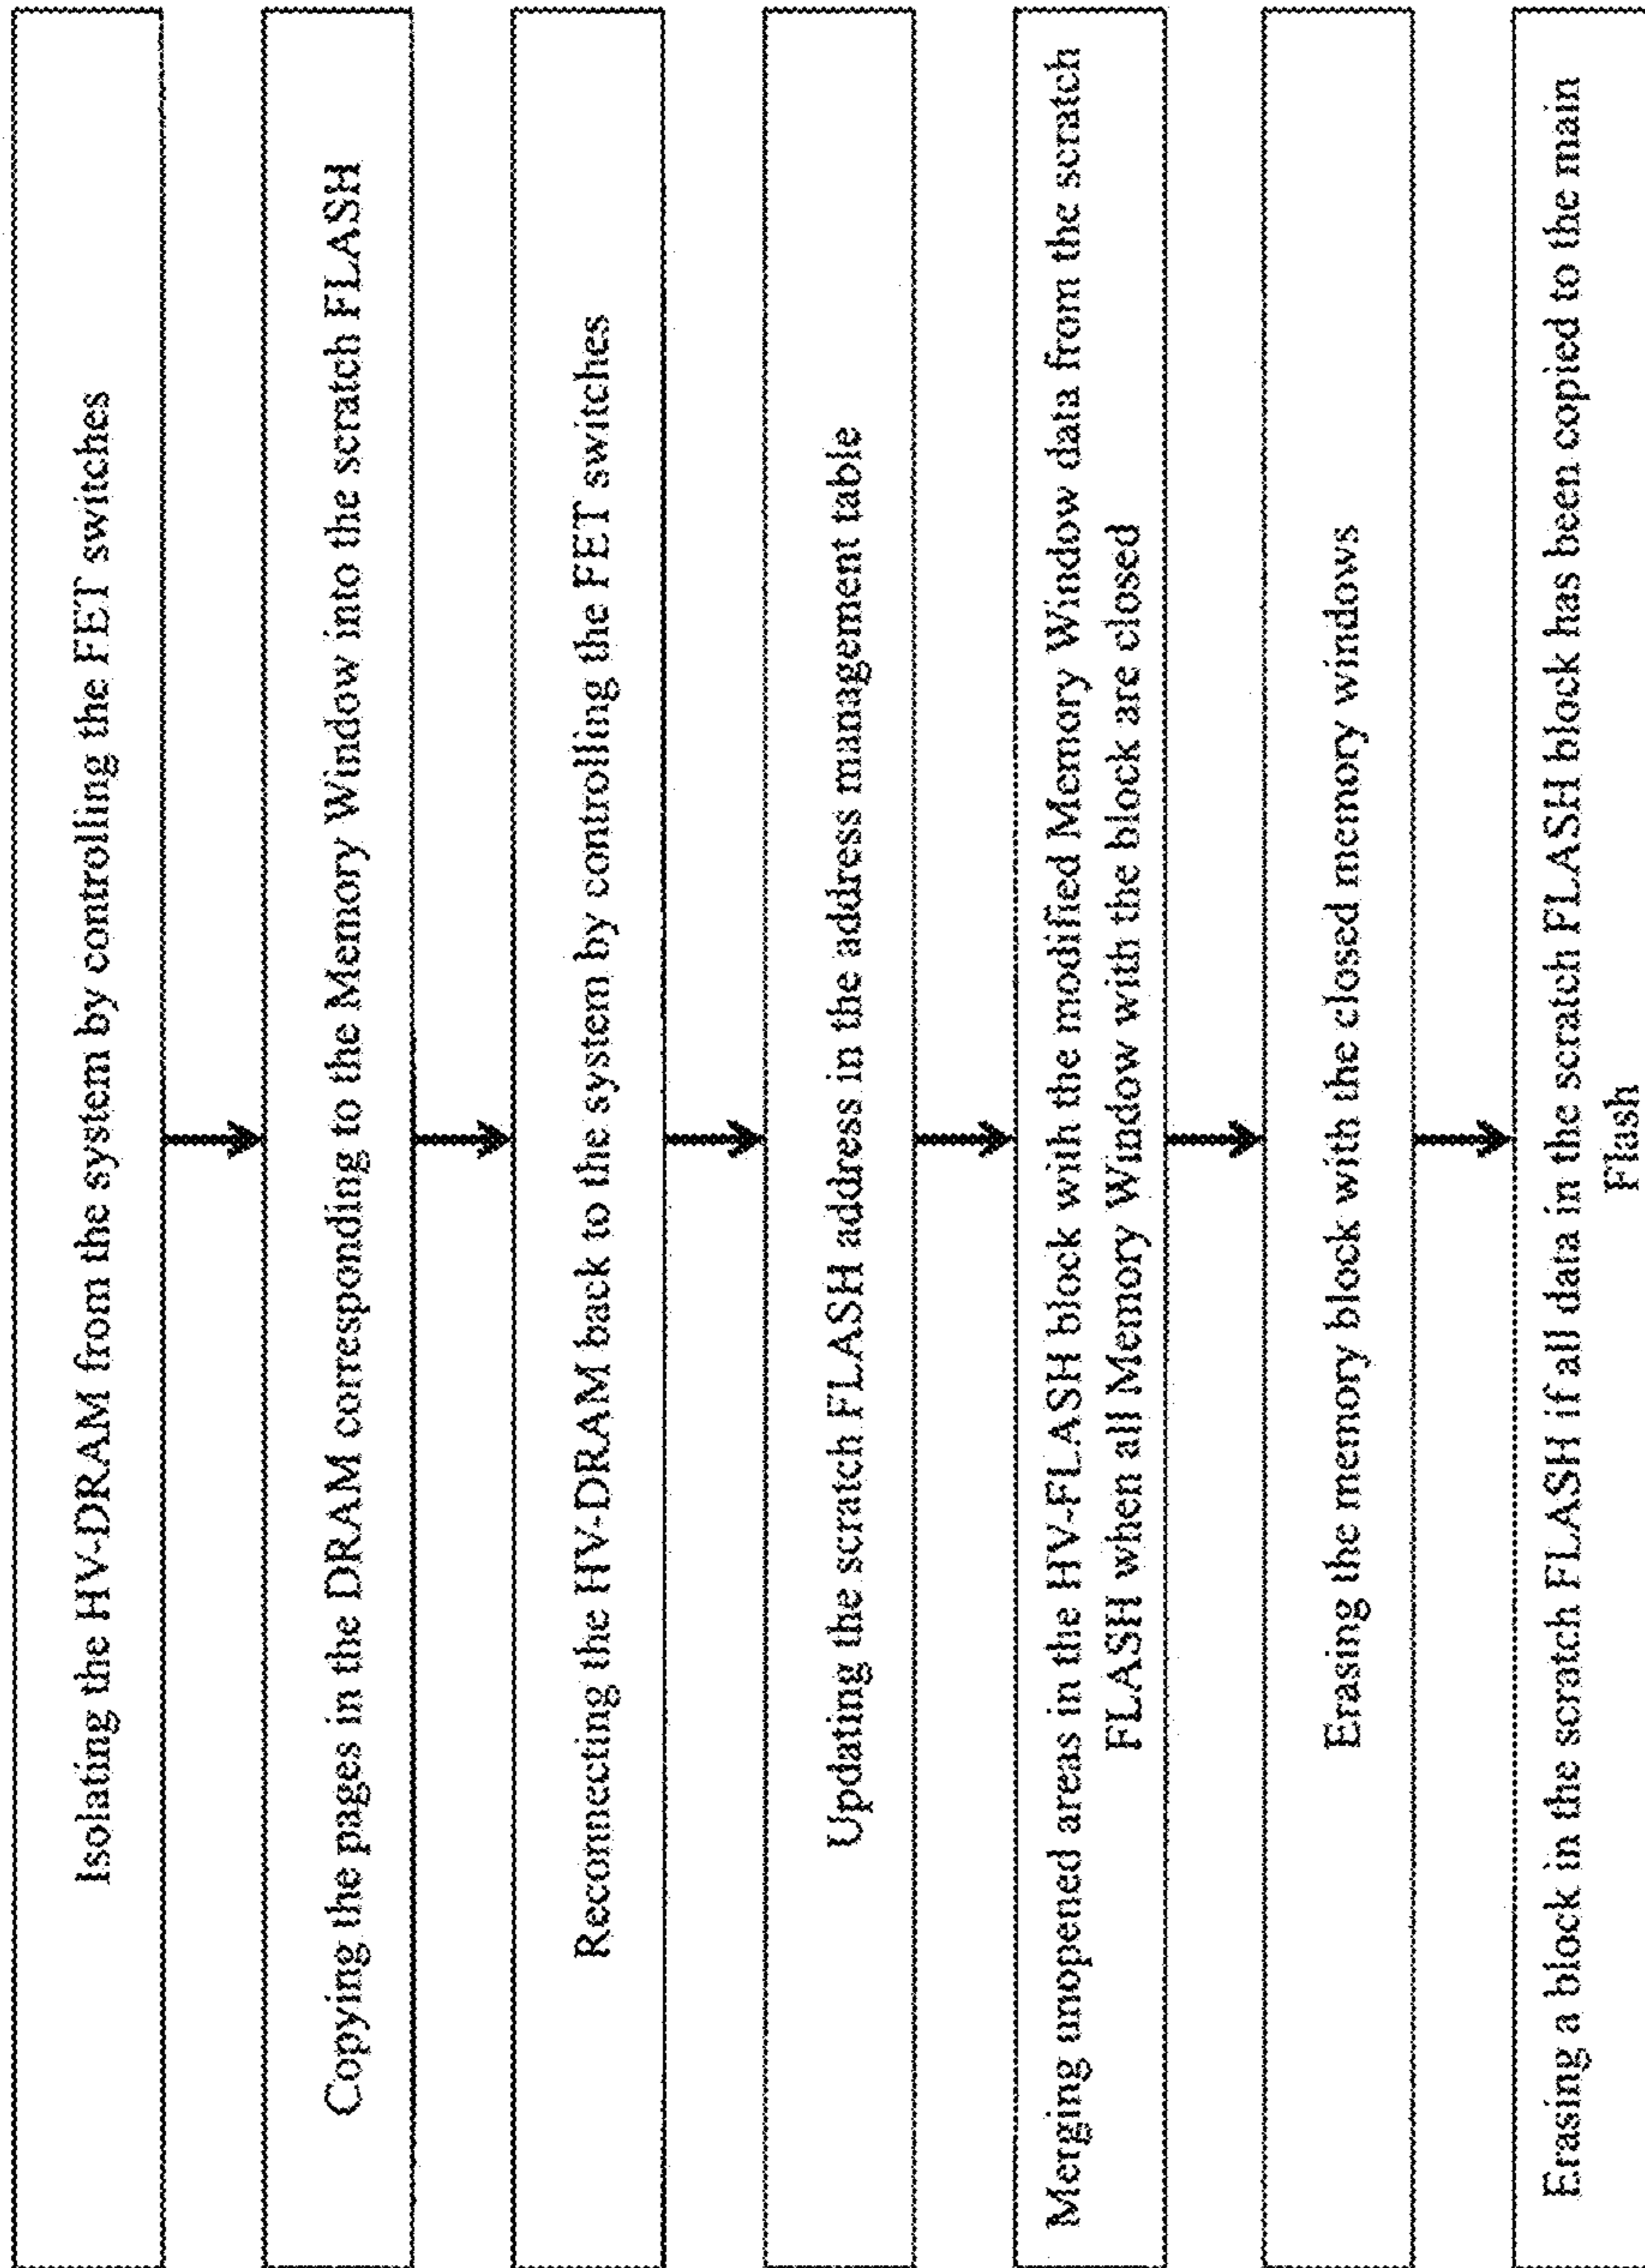 Isolating the HV-DRAM from the system by controlling the FET switches
Copying the pages in the DRAM corresponding to the Memory Window into the scratch FLASH
Reconnecting the HV-DRAM back to the system by controlling the FET switches
Updating the scratch FLASH address in the address management table
Merging unopened areas in the HV-FLASH block with the modified Memory Window data from the scratch
FLASH when all Memory Window with the block are closed
Erasing the memory block with the closed memory windows
Erasing a block in the scratch FLASH if all data in the scratch FLASH block has been copied to the main
Flash